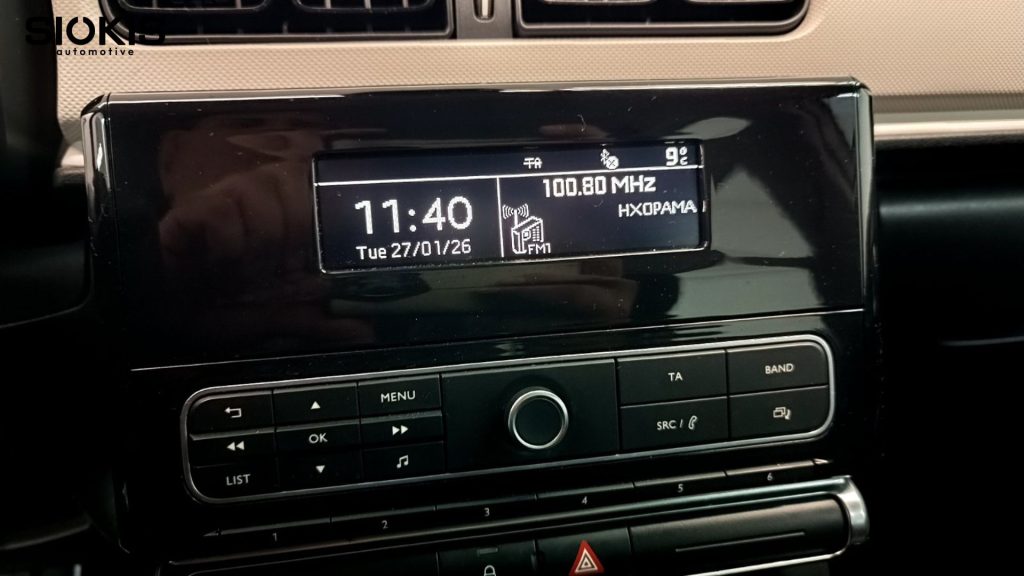 SIOKIS
automotive
TA
9°C
100.80 MHz
11:40
ΗΧΟΡΑΜΑ
Tue 27/01/26
FM1
MENU
TA
BAND
OK
SRC /
LIST
1
2
3
4
5
6